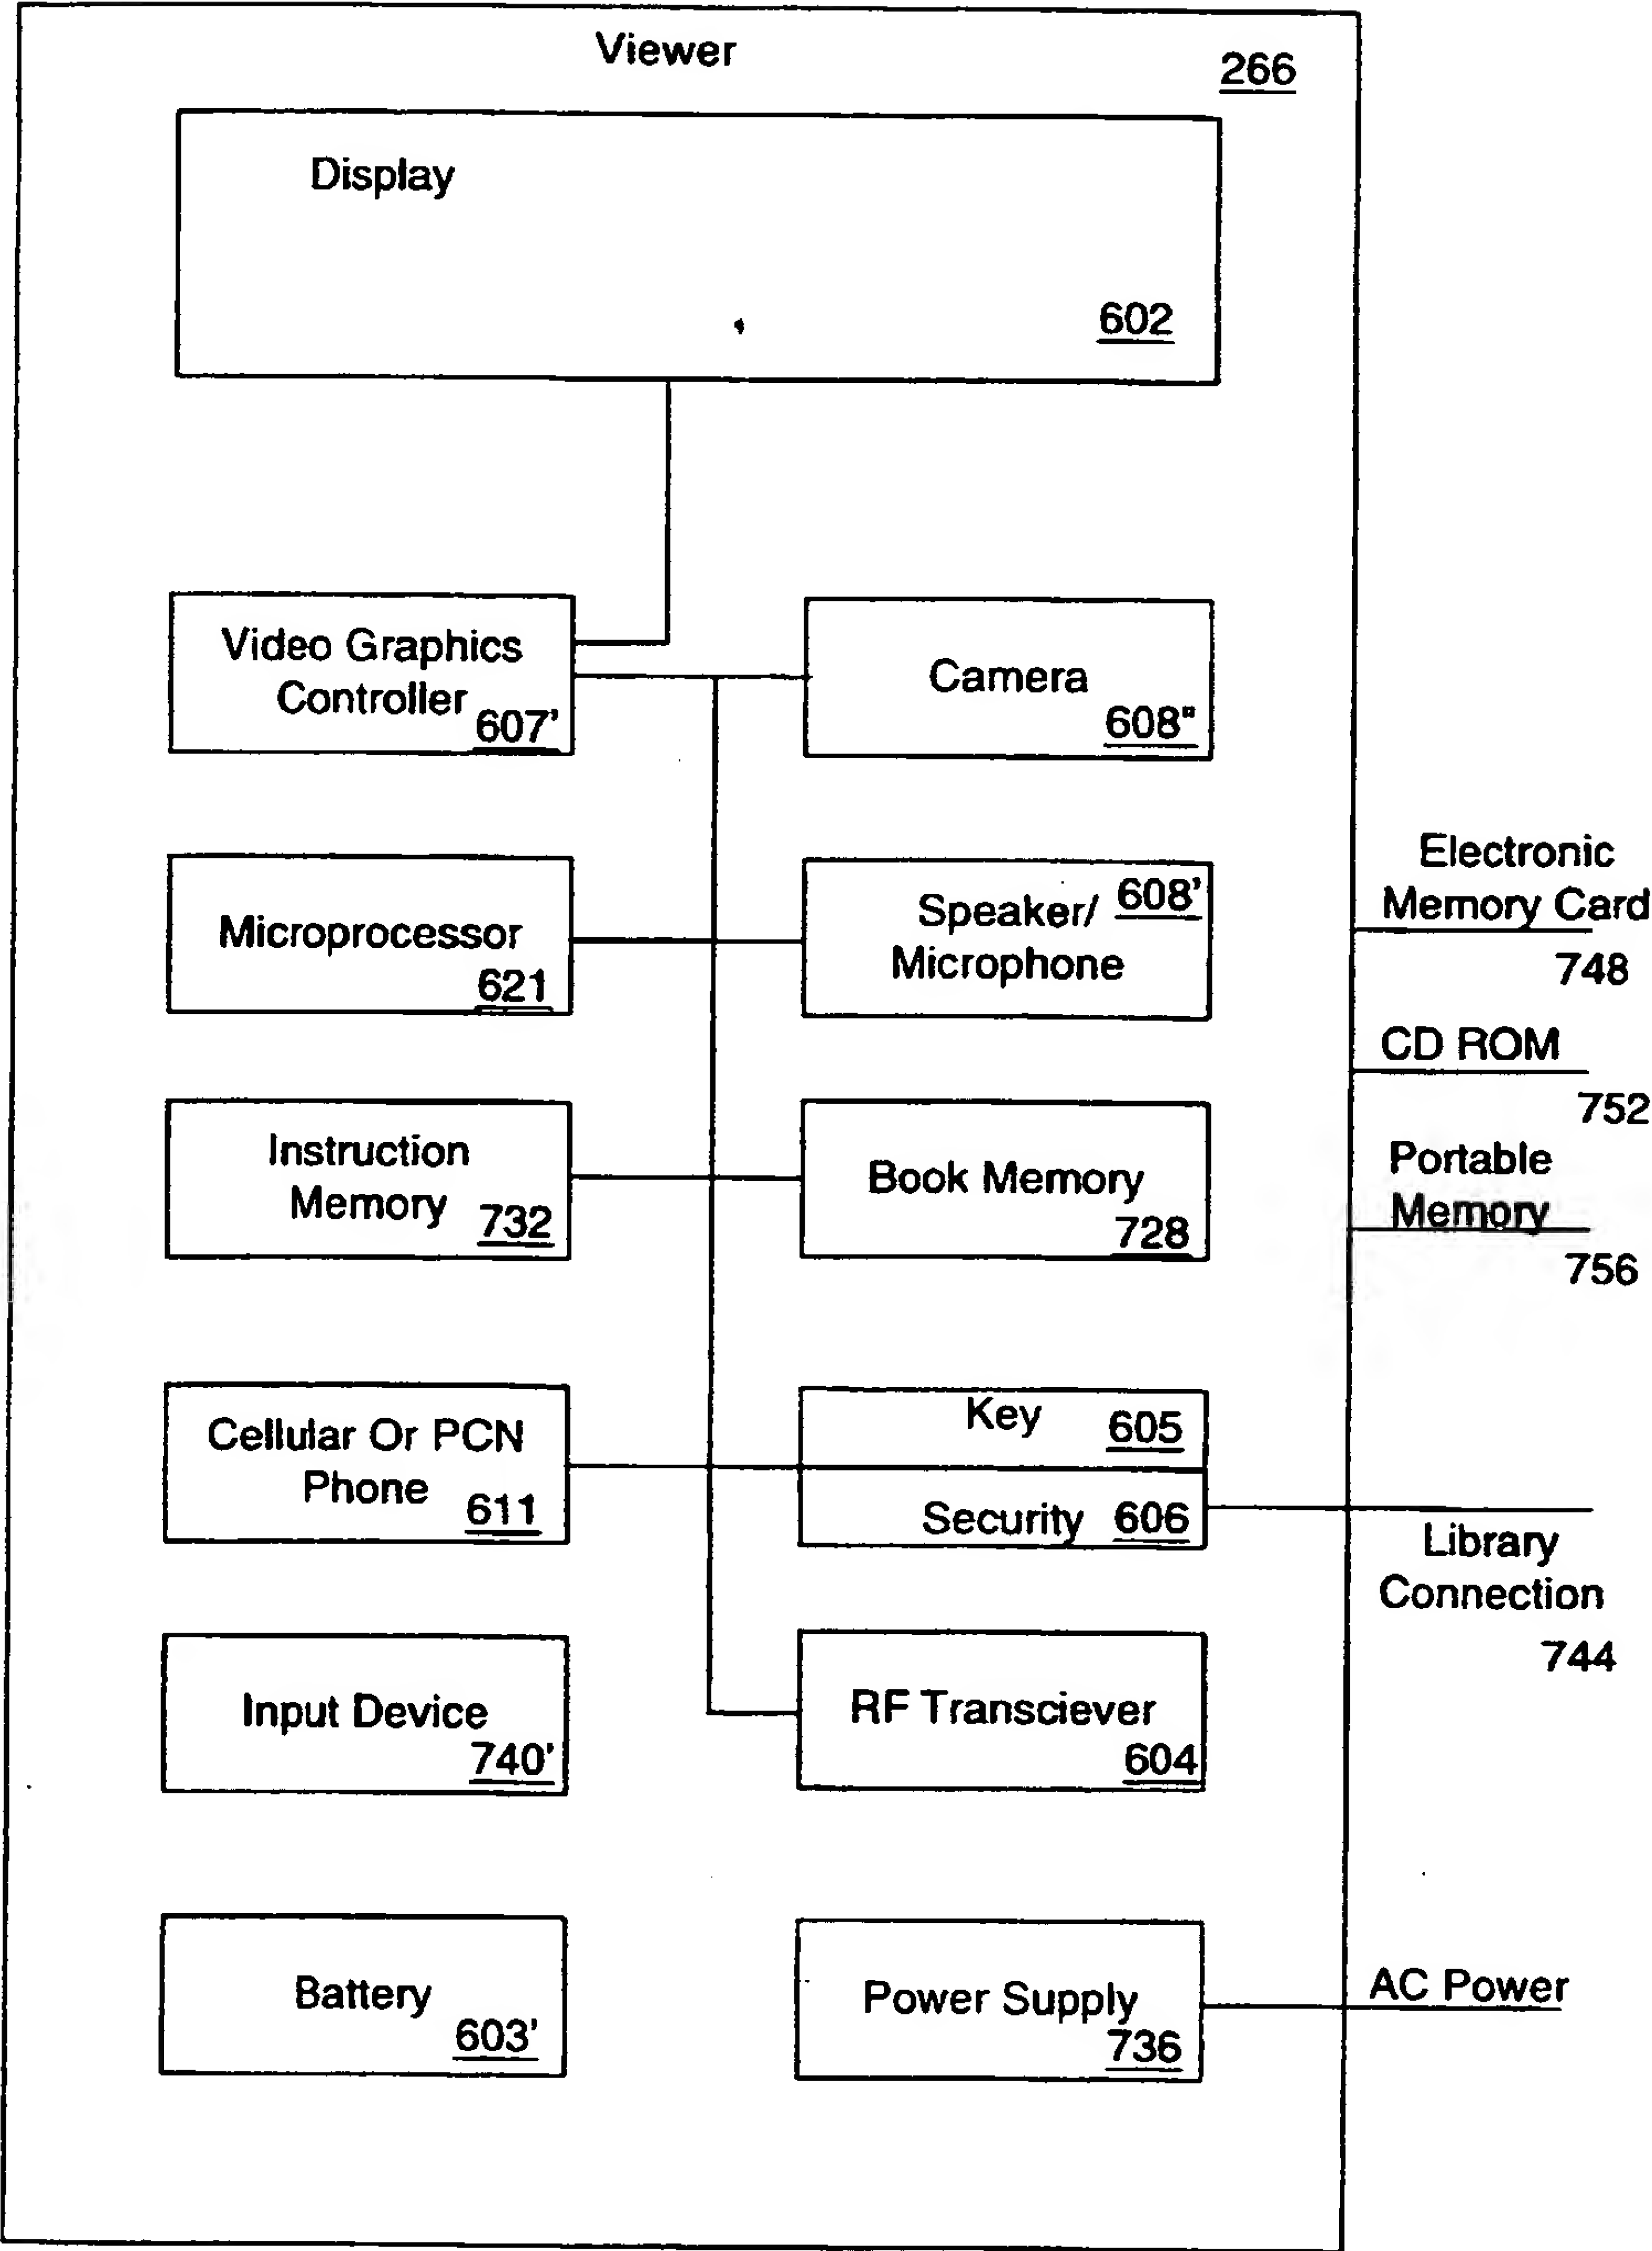 Viewer
266
Display
602
Video Graphics
Controller
607'
Camera
608"
Microprocessor
621
Speaker/ 608'
Microphone
Electronic
Memory Card
748
CD ROM
752
Instruction
Memory
732
Book Memory
728
Portable
Memory
756
Cellular Or PCN
Phone
611
Key 605
Security 606
Library
Connection
744
Input Device
740'
RF Transciever
604
Battery
603'
Power Supply
736
AC Power